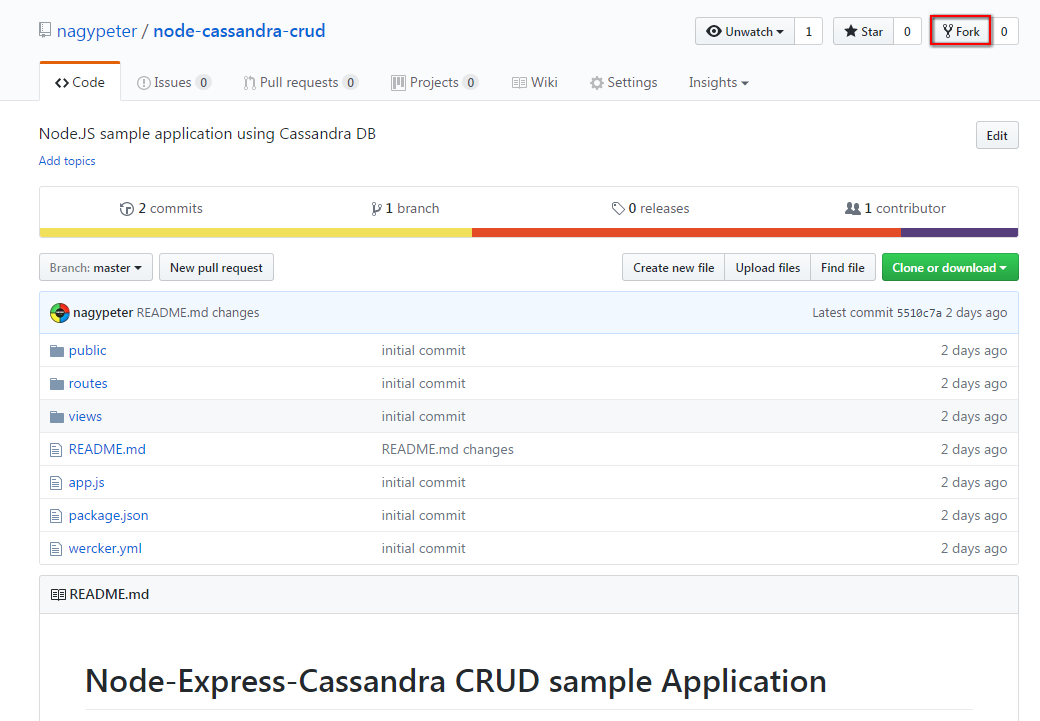 nagypeter / node-cassandra-crud
Unwatch 1 Star 0 Fork 0
Code Issues 0 Pull requests 0 Projects 0 Wiki Settings Insights
Node.JS sample application using Cassandra DB
Edit
Add topics
2 commits 1 branch 0 releases 1 contributor
Branch: master New pull request Create new file Upload files Find file Clone or download
nagypeter README.md changes Latest commit 5510c7a 2 days ago
public initial commit 2 days ago
routes initial commit 2 days ago
views initial commit 2 days ago
README.md README.md changes 2 days ago
app.js initial commit 2 days ago
package.json initial commit 2 days ago
wercker.yml initial commit 2 days ago
README.md
Node-Express-Cassandra CRUD sample Application